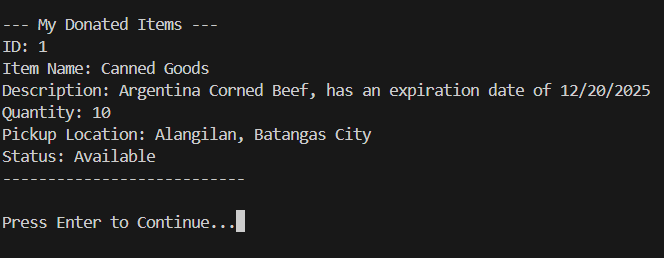 --- My Donated Items ---
ID: 1
Item Name: Canned Goods
Description: Argentina Corned Beef, has an expiration date of 12/20/2025
Quantity: 10
Pickup Location: Alangilan, Batangas City
Status: Available
---------------------------
Press Enter to Continue...